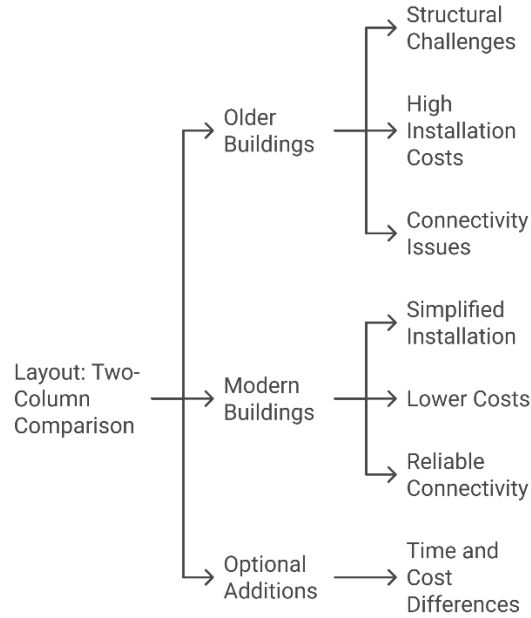 Structural
Challenges
Older
Buildings
High
Installation
Costs
Connectivity
Issues
Layout: Two-
Column
Comparison
Modern
Buildings
Simplified
Installation
Lower Costs
Reliable
Connectivity
Optional
Additions
Time and
Cost
Differences